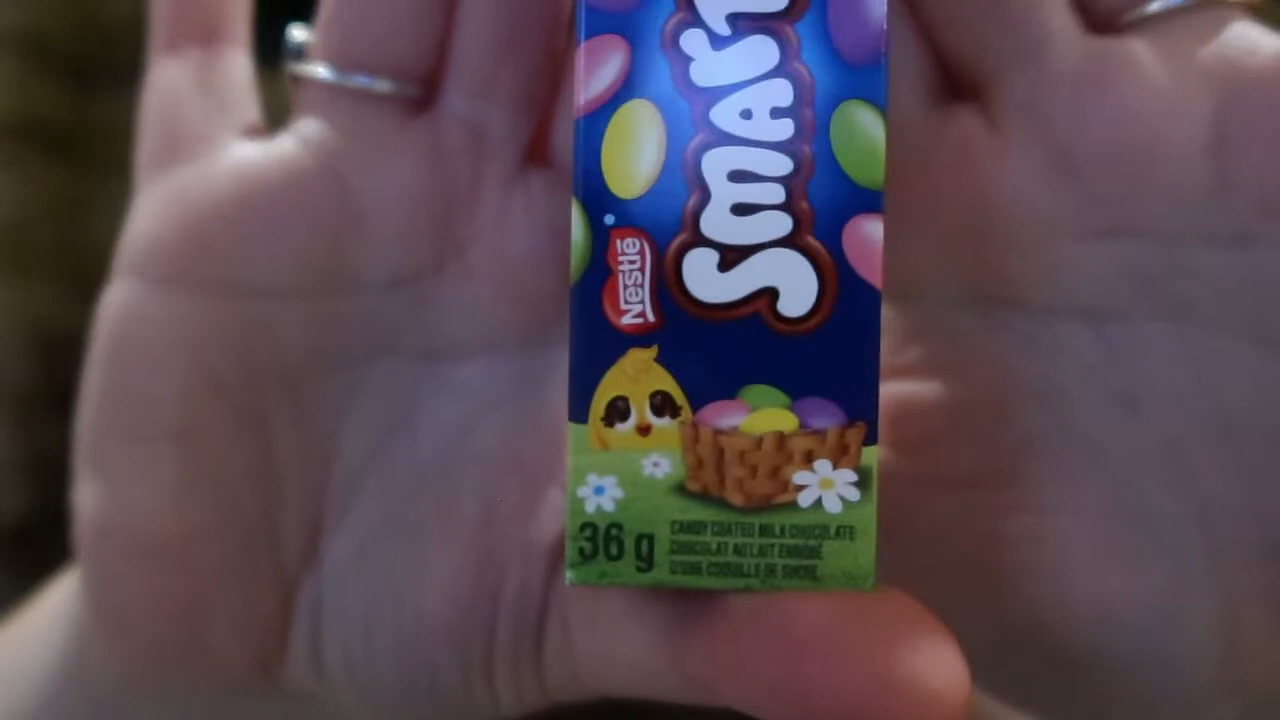 SMART
Nestlé
36 g
CANDY COATED MILK CHOCOLATE
CHOCOLAT AU LAIT ENROBÉ
D'UNE COQUILLE DE SUCRE